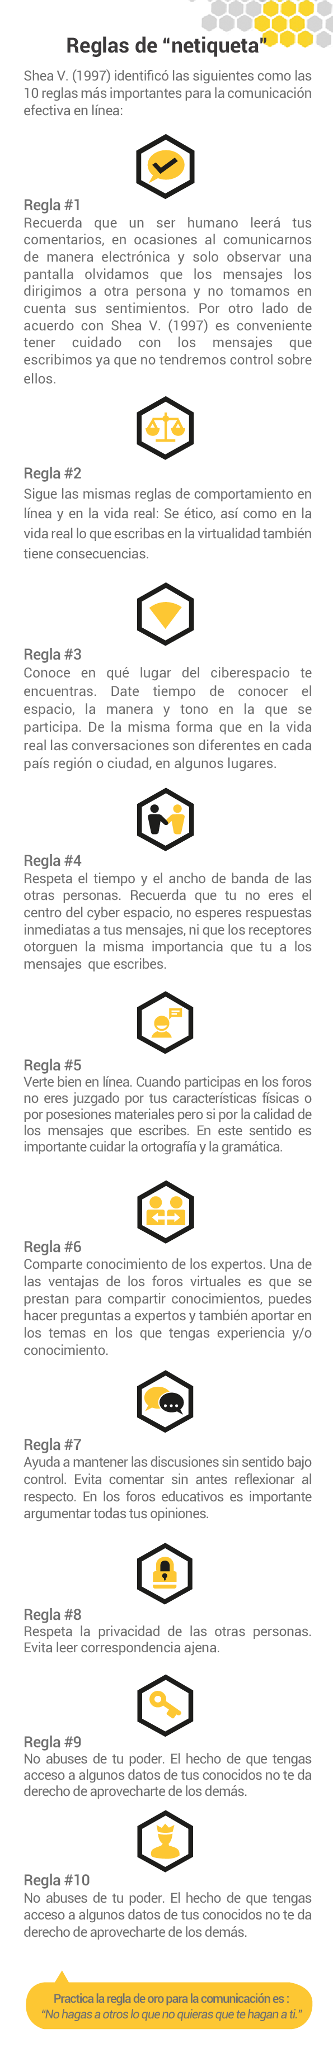 Reglas de “netiqueta”
Shea V. (1997) identificó las siguientes como las
10 reglas más importantes para la comunicación
efectiva en línea:
Regla #1
Recuerda que un ser humano leerá tus
comentarios, en ocasiones al comunicarnos
de manera electrónica y solo observar una
pantalla olvidamos que los mensajes los
dirigimos a otra persona y no tomamos en
cuenta sus sentimientos. Por otro lado de
acuerdo con Shea V. (1997) es conveniente
tener cuidado con los mensajes que
escribimos ya que no tendremos control sobre
ellos.
Regla #2
Sigue las mismas reglas de comportamiento en
línea y en la vida real: Se ético, así como en la
vida real lo que escribas en la virtualidad también
tiene consecuencias.
Regla #3
Conoce en qué lugar del ciberespacio te
encuentras. Date tiempo de conocer el
espacio, la manera y tono en la que se
participa. De la misma forma que en la vida
real las conversaciones son diferentes en cada
país región o ciudad, en algunos lugares.
Regla #4
Respeta el tiempo y el ancho de banda de las
otras personas. Recuerda que tu no eres el
centro del cyber espacio, no esperes respuestas
inmediatas a tus mensajes, ni que los receptores
otorguen la misma importancia que tu a los
mensajes que escribes.
Regla #5
Verte bien en línea. Cuando participas en los foros
no eres juzgado por tus características físicas o
por posesiones materiales pero si por la calidad de
los mensajes que escribes. En este sentido es
importante cuidar la ortografía y la gramática.
Regla #6
Comparte conocimiento de los expertos. Una de
las ventajas de los foros virtuales es que se
prestan para compartir conocimientos, puedes
hacer preguntas a expertos y también aportar en
los temas en los que tengas experiencia y/o
conocimiento.
Regla #7
Ayuda a mantener las discusiones sin sentido bajo
control. Evita comentar sin antes reflexionar al
respecto. En los foros educativos es importante
argumentar todas tus opiniones.
Regla #8
Respeta la privacidad de las otras personas.
Evita leer correspondencia ajena.
Regla #9
No abuses de tu poder. El hecho de que tengas
acceso a algunos datos de tus conocidos no te da
derecho de aprovecharte de los demás.
Regla #10
No abuses de tu poder. El hecho de que tengas
acceso a algunos datos de tus conocidos no te da
derecho de aprovecharte de los demás.
Practica la regla de oro para la comunicación es :
“No hagas a otros lo que no quieras que te hagan a ti.”